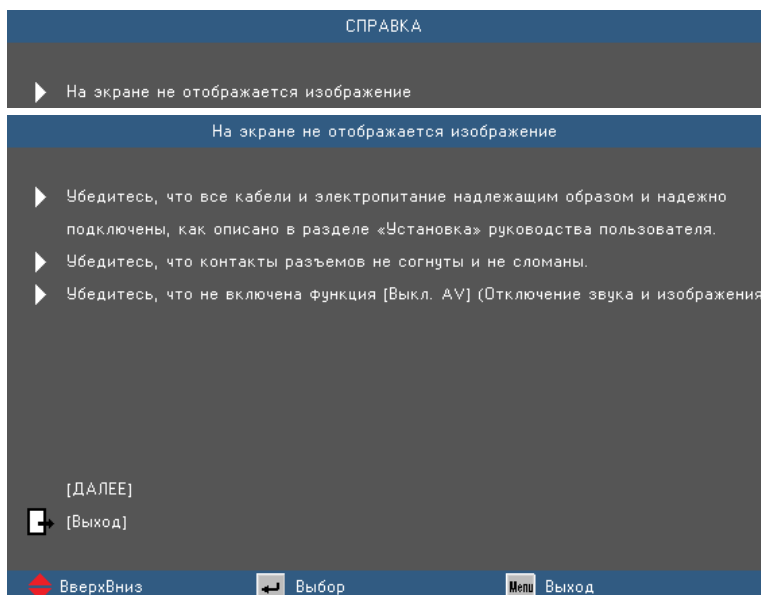 СПРАВКА
На экране не отображается изображение
На экране не отображается изображение
Убедитесь, что все кабели и электропитание надлежащим образом и надежно
подключены, как описано в разделе «Установка» руководства пользователя.
Убедитесь, что контакты разъемов не согнуты и не сломаны.
Убедитесь, что не включена функция [Выкл. AV] (Отключение звука и изображения
[ДАЛЕЕ]
[Выход]
ВверхВниз Выбор Menu Выход